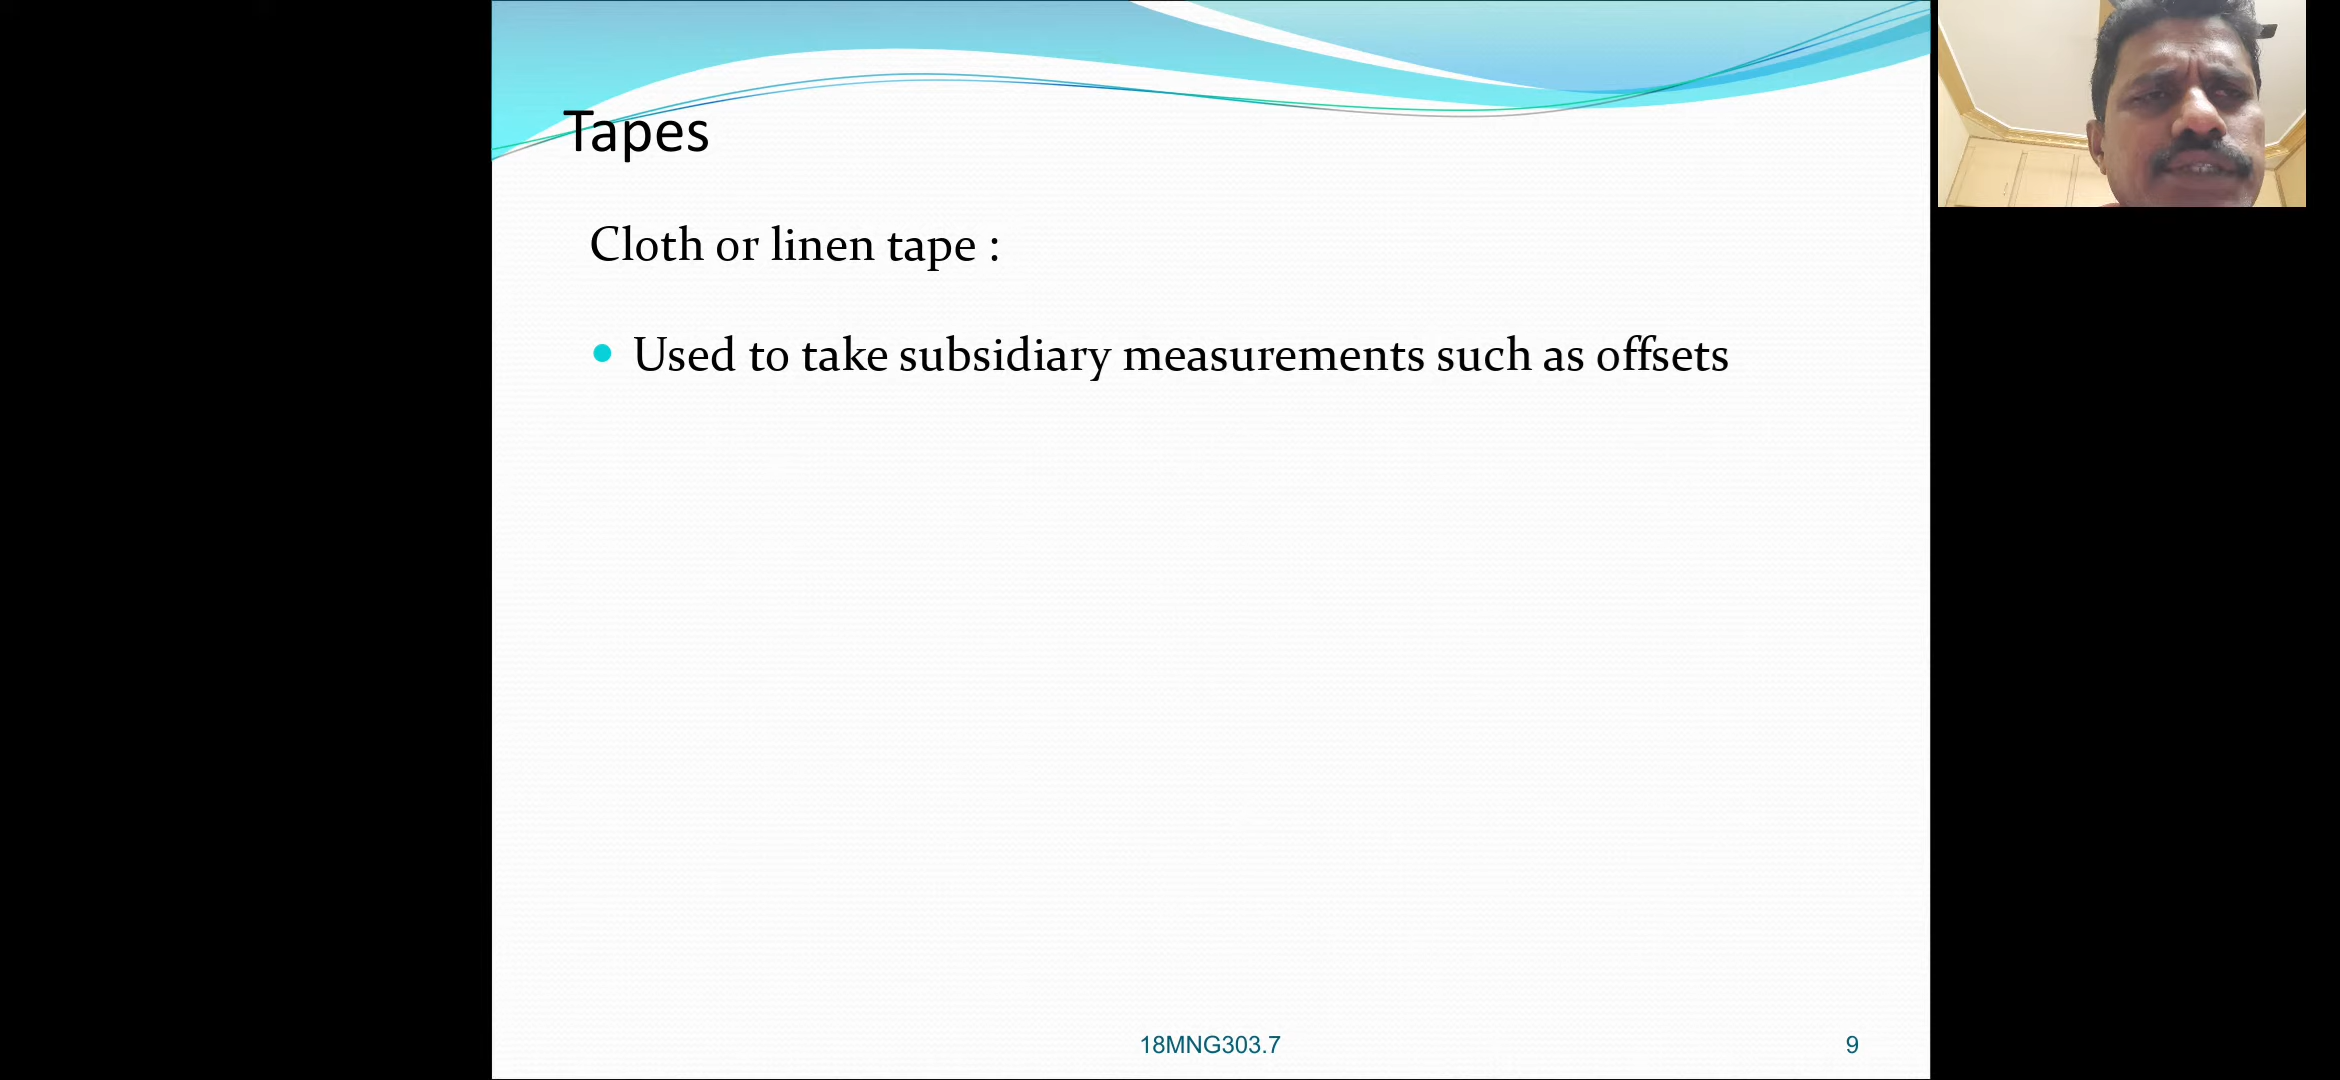 Tapes
Cloth or linen tape :
Used to take subsidiary measurements such as offsets
18MNG303.7
9